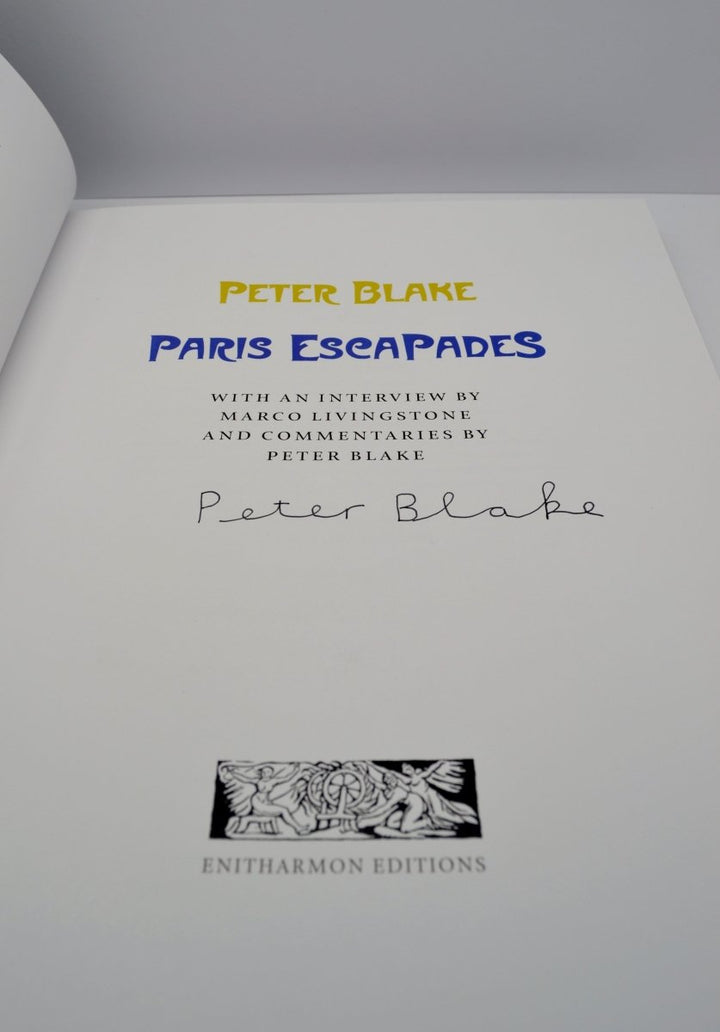 PETER BLAKE
PARIS ESCAPADES
WITH AN INTERVIEW BY
MARCO LIVINGSTONE
AND COMMENTARIES BY
PETER BLAKE
Peter Blake
ENITHARMON EDITIONS